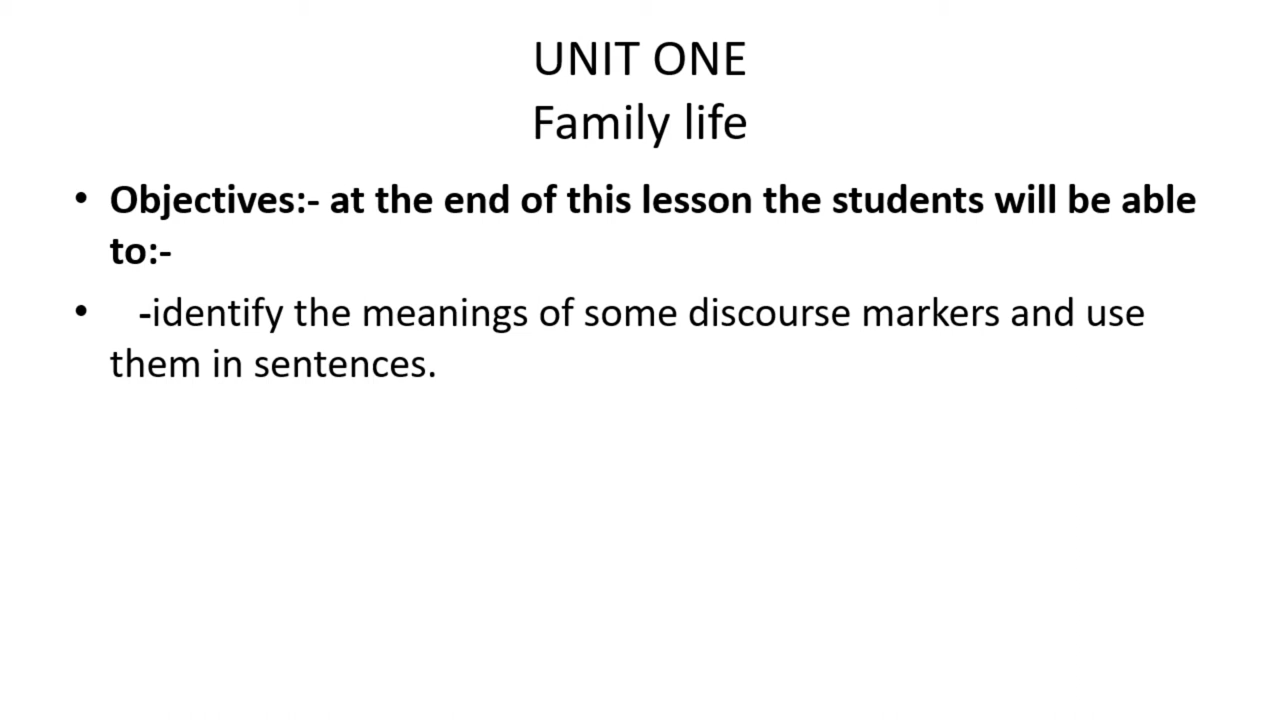 UNIT ONE
Family life
• Objectives:- at the end of this lesson the students will be able
to:-
• -identify the meanings of some discourse markers and use
them in sentences.